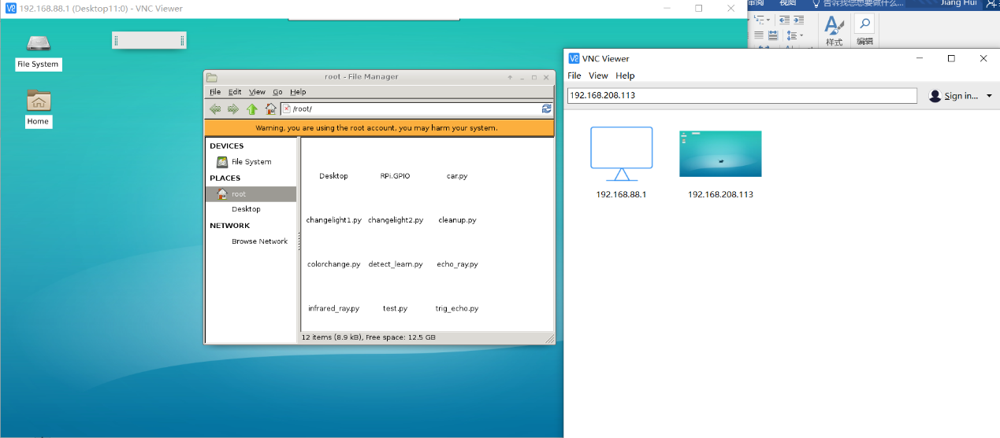 192.168.88.1 (Desktop11:0) - VNC Viewer
File System
Home
root - File Manager
File Edit View Go Help
/root/
Warning, you are using the root account, you may harm your system.
DEVICES
File System
PLACES
root
Desktop
NETWORK
Browse Network
Desktop RPi.GPIO car.py
changelight1.py changelight2.py cleanup.py
colorchange.py detect_learn.py echo_ray.py
infrared_ray.py test.py trig_echo.py
12 items (8.9 kB), Free space: 12.5 GB
审阅 视图 告诉我您想要做什么... Jiang Hui
样式 编辑
VNC Viewer
File View Help
192.168.208.113 Sign in...
192.168.88.1 192.168.208.113